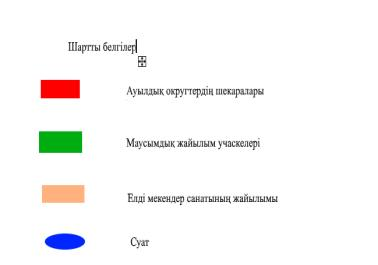 Шартты белгілер
Ауылдық округтердің шекаралары
Маусымдық жайылым учаскелері
Елді мекендер санатының жайылымы
Суат